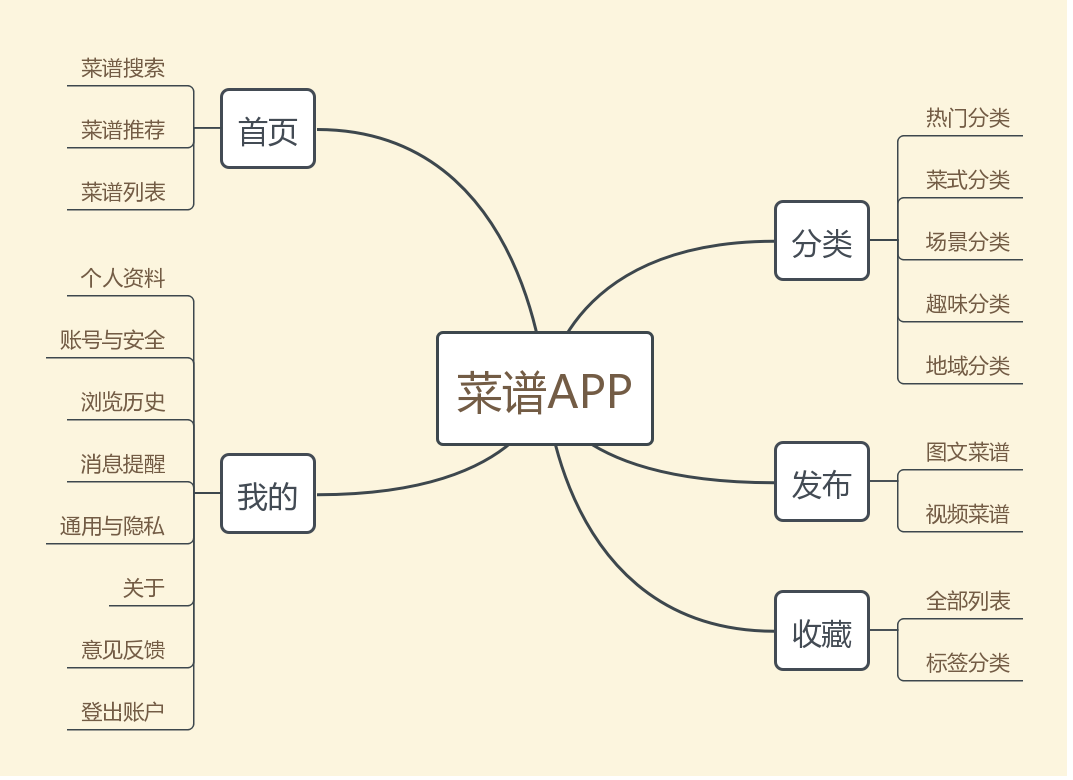 菜谱APP
首页
菜谱搜索
菜谱推荐
菜谱列表
我的
个人资料
账号与安全
浏览历史
消息提醒
通用与隐私
关于
意见反馈
登出账户
分类
热门分类
菜式分类
场景分类
趣味分类
地域分类
发布
图文菜谱
视频菜谱
收藏
全部列表
标签分类